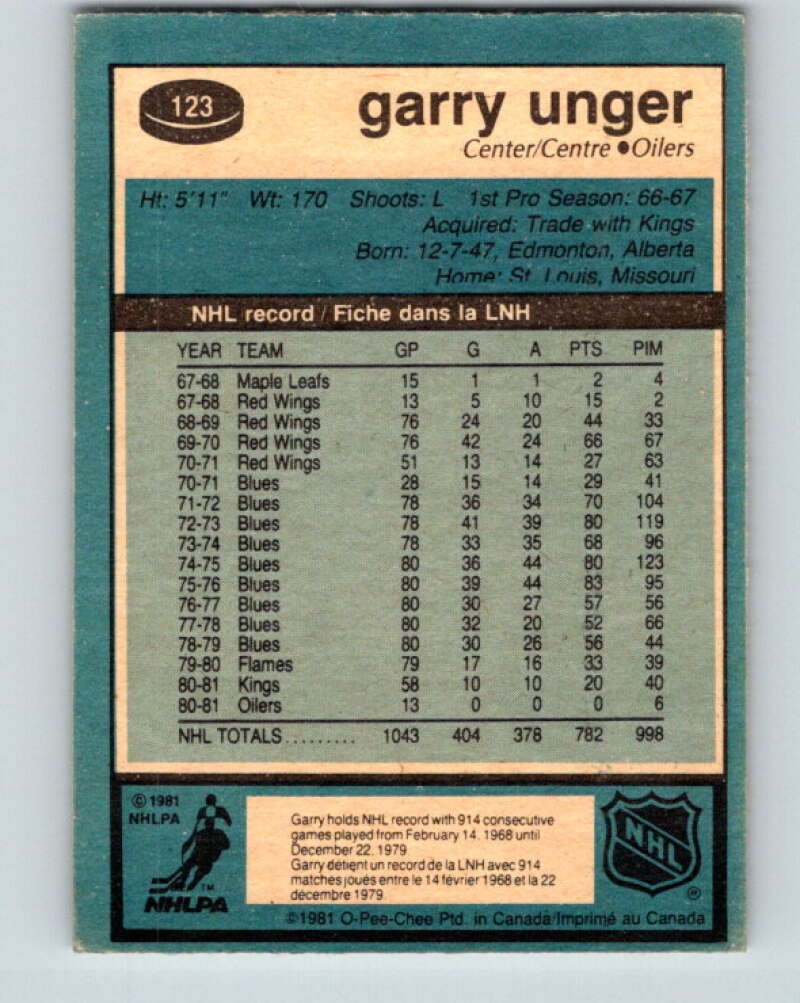 123
garry unger
Center/Centre ● Oilers
Ht: 5'11" Wt: 170 Shoots: L 1st Pro Season: 66-67
Acquired: Trade with Kings
Born: 12-7-47, Edmonton, Alberta
Home: St. Louis, Missouri
NHL record / Fiche dans la LNH
YEAR TEAM GP G A PTS PIM
67-68 Maple Leafs 15 1 1 2 4
67-68 Red Wings 13 5 10 15 2
68-69 Red Wings 76 24 20 44 33
69-70 Red Wings 76 42 24 66 67
70-71 Red Wings 51 13 14 27 63
70-71 Blues 28 15 14 29 41
71-72 Blues 78 36 34 70 104
72-73 Blues 78 41 39 80 119
73-74 Blues 78 33 35 68 96
74-75 Blues 80 36 44 80 123
75-76 Blues 80 39 44 83 95
76-77 Blues 80 30 27 57 56
77-78 Blues 80 32 20 52 66
78-79 Blues 80 30 26 56 44
79-80 Flames 79 17 16 33 39
80-81 Kings 58 10 10 20 40
80-81 Oilers 13 0 0 0 6
NHL TOTALS......... 1043 404 378 782 998
©1981
NHLPA
TM
NHLPA
Garry holds NHL record with 914 consecutive
games played from February 14, 1968 until
December 22, 1979
Garry détient un record de la LNH avec 914
matches joués entre le 14 février 1968 et la 22
décembre 1979
NHL
©1981 O-Pee-Chee Ptd. in Canada/Imprimé au Canada